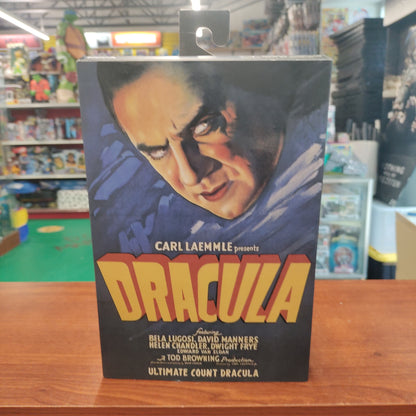 CARL LAEMMLE presents
DRACULA
featuring
BELA LUGOSI, DAVID MANNERS
HELEN CHANDLER, DWIGHT FRYE
EDWARD VAN SLOAN
A TOD BROWNING Production
ULTIMATE COUNT DRACULA